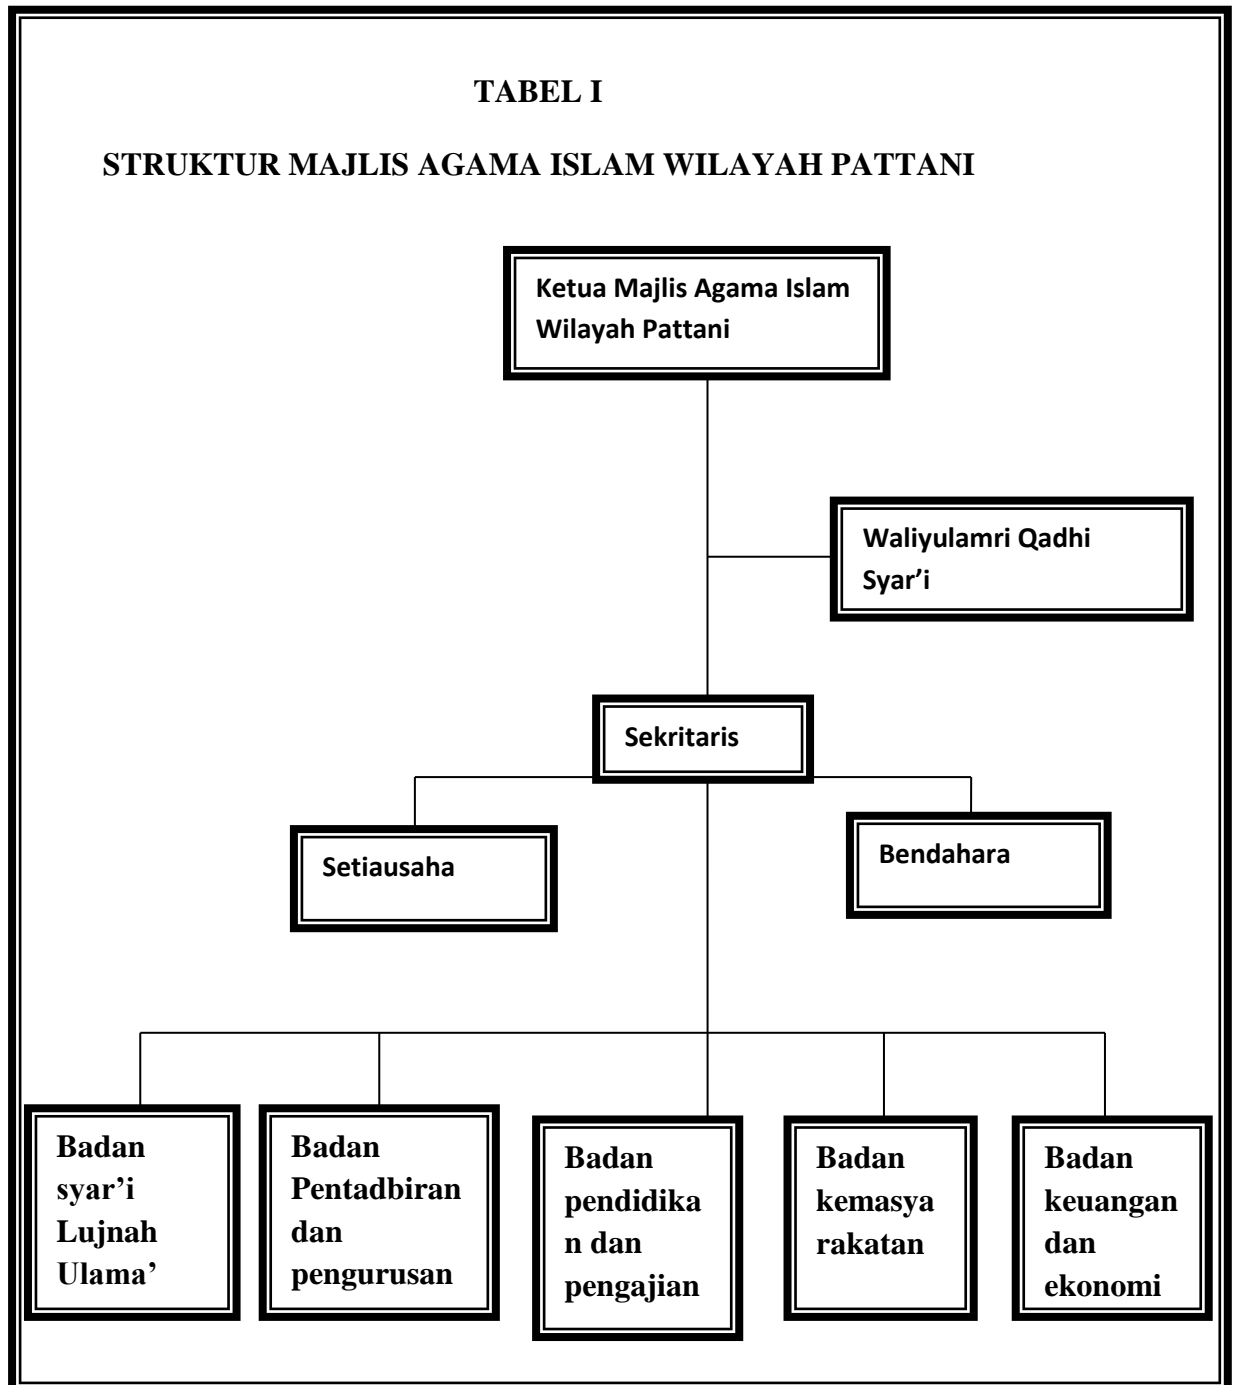 TABEL I
STRUKTUR MAJLIS AGAMA ISLAM WILAYAH PATTANI
Ketua Majlis Agama Islam
Wilayah Pattani
Waliyulamri Qadhi
Syar’i
Sekritaris
Setiausaha
Bendahara
Badan
syar’i
Lujnah
Ulama’
Badan
Pentadbiran
dan
pengurusan
Badan
pendidika
n dan
pengajian
Badan
kemasya
rakatan
Badan
keuangan
dan
ekonomi